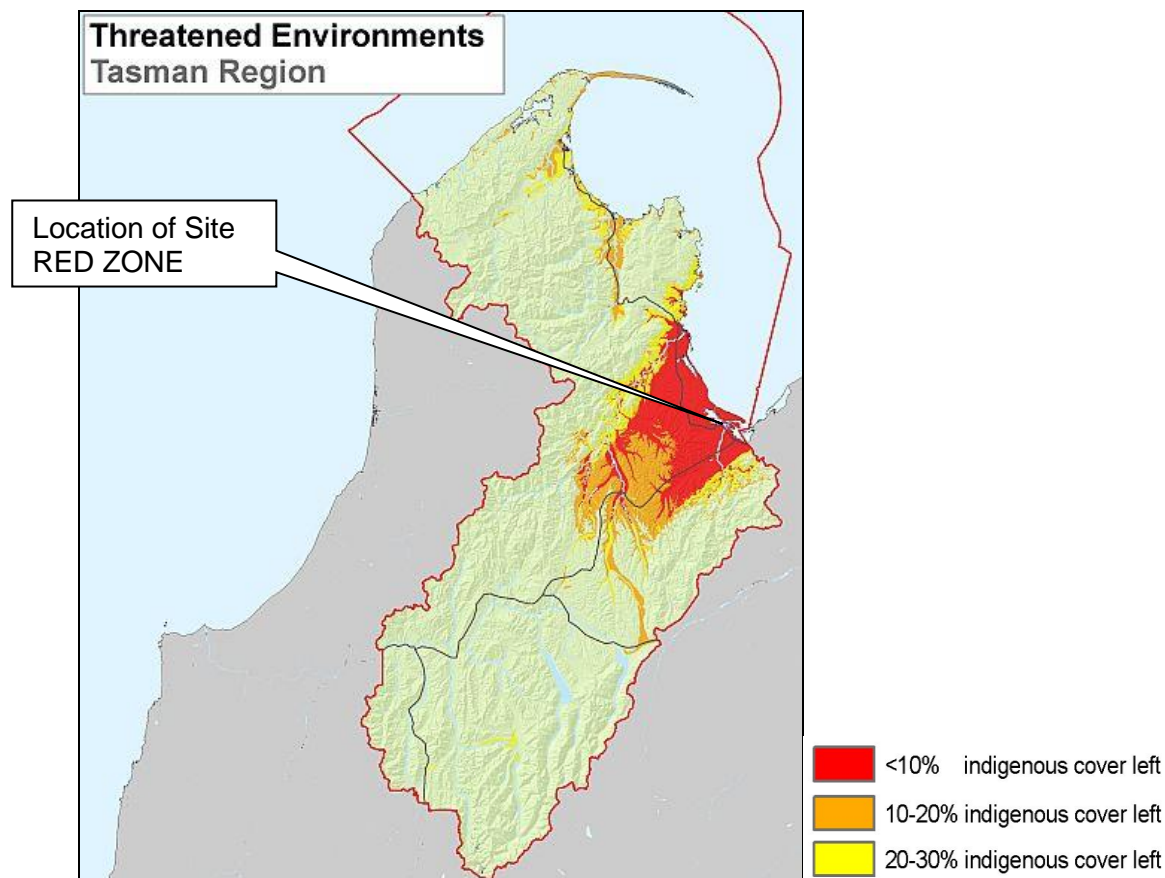 Threatened Environments
Tasman Region
Location of Site
RED ZONE
<10% indigenous cover left
10-20% indigenous cover left
20-30% indigenous cover left